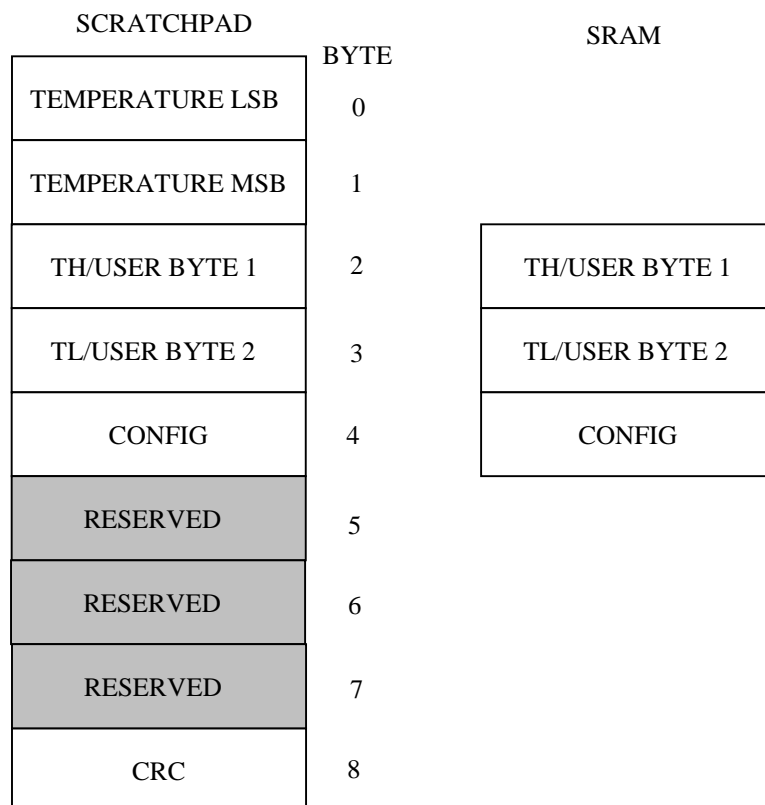 SCRATCHPAD
BYTE
SRAM
TEMPERATURE LSB
0
TEMPERATURE MSB
1
TH/USER BYTE 1
2
TH/USER BYTE 1
TL/USER BYTE 2
3
TL/USER BYTE 2
CONFIG
4
CONFIG
RESERVED
5
RESERVED
6
RESERVED
7
CRC
8